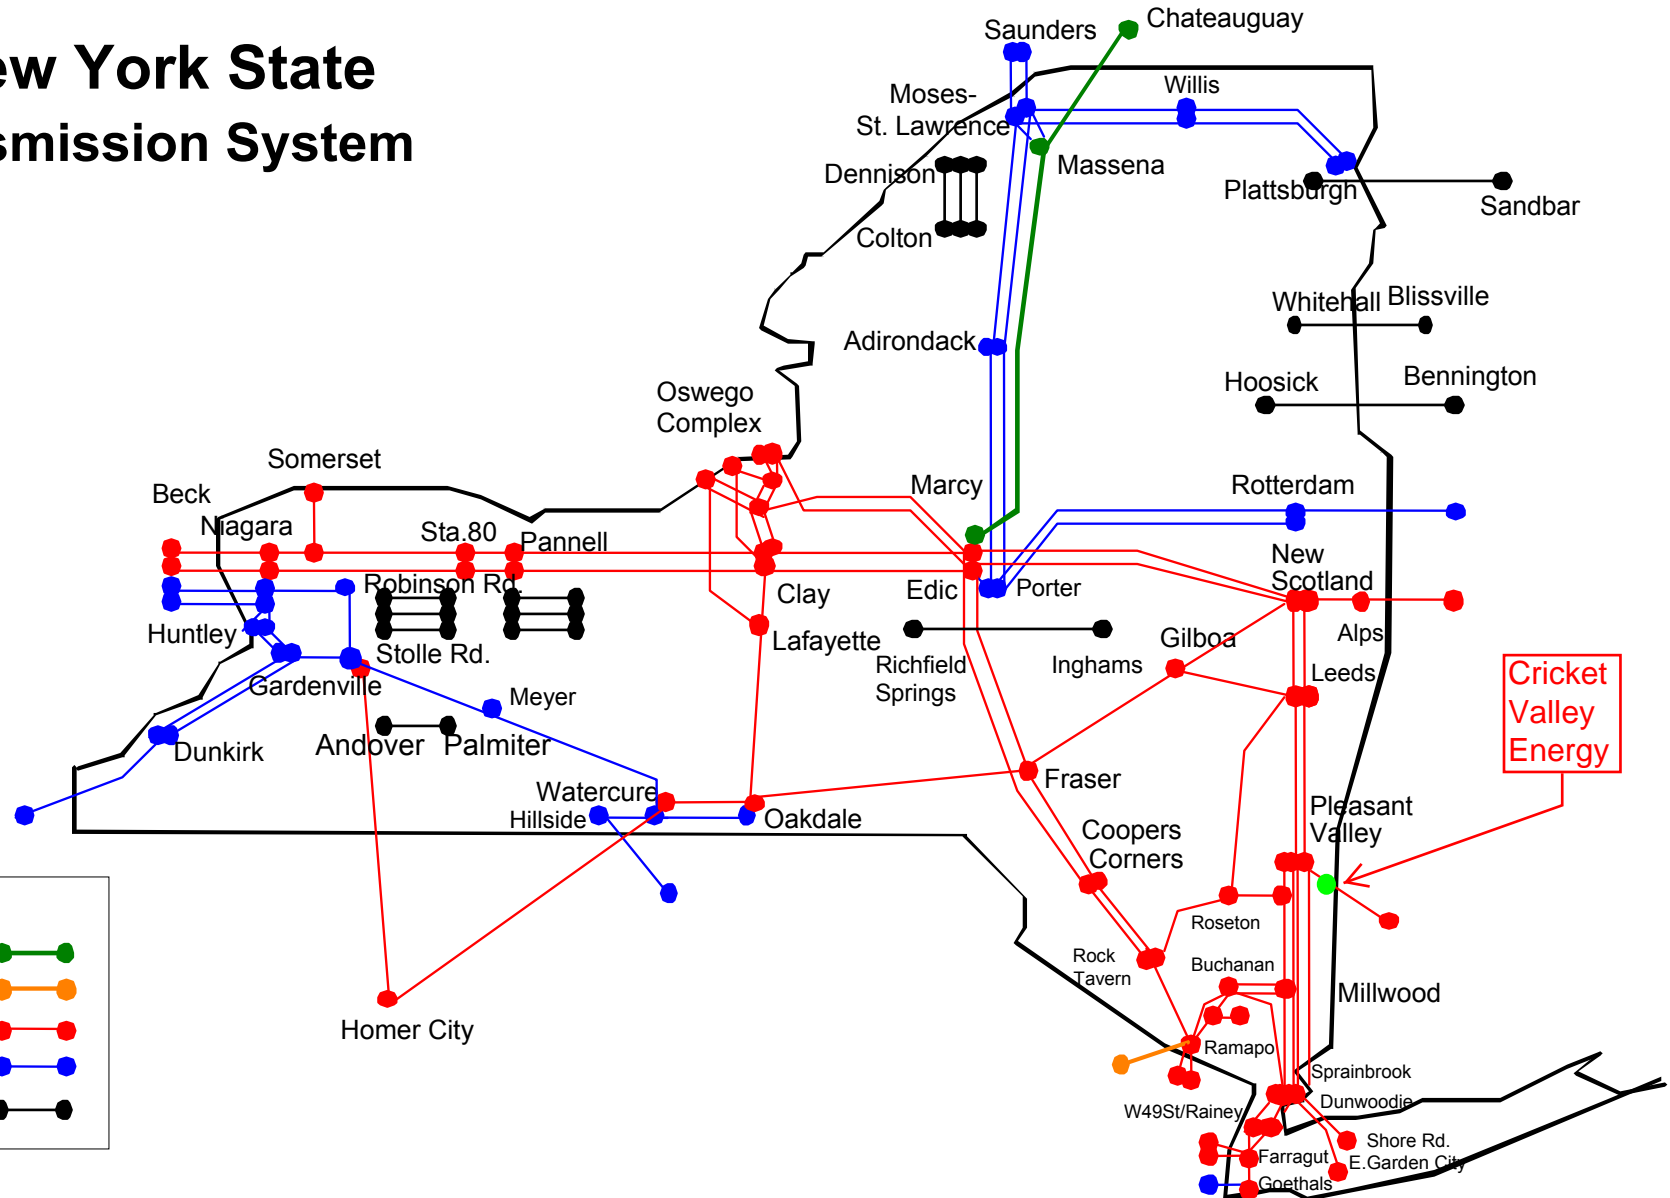 ew York State
smission System
Saunders
Chateauguay
Moses-
St. Lawrence
Willis
Dennison
Massena
Plattsburgh
Sandbar
Colton
Whitehall
Blissville
Adirondack
Hoosick
Bennington
Oswego
Complex
Somerset
Beck
Niagara
Sta.80
Pannell
Marcy
Rotterdam
New
Scotland
Robinson Rd.
Clay
Edic
Porter
Huntley
Stolle Rd.
Lafayette
Richfield
Springs
Inghams
Gilboa
Alps
Leeds
Gardenville
Meyer
Dunkirk
Andover
Palmiter
Cricket
Valley
Energy
Watercure
Hillside
Oakdale
Fraser
Pleasant
Valley
Coopers
Corners
Roseton
Rock
Tavern
Buchanan
Millwood
Homer City
Ramapo
Sprainbrook
W49St/Rainey
Dunwoodie
Shore Rd.
Farragut
E.Garden City
Goethals